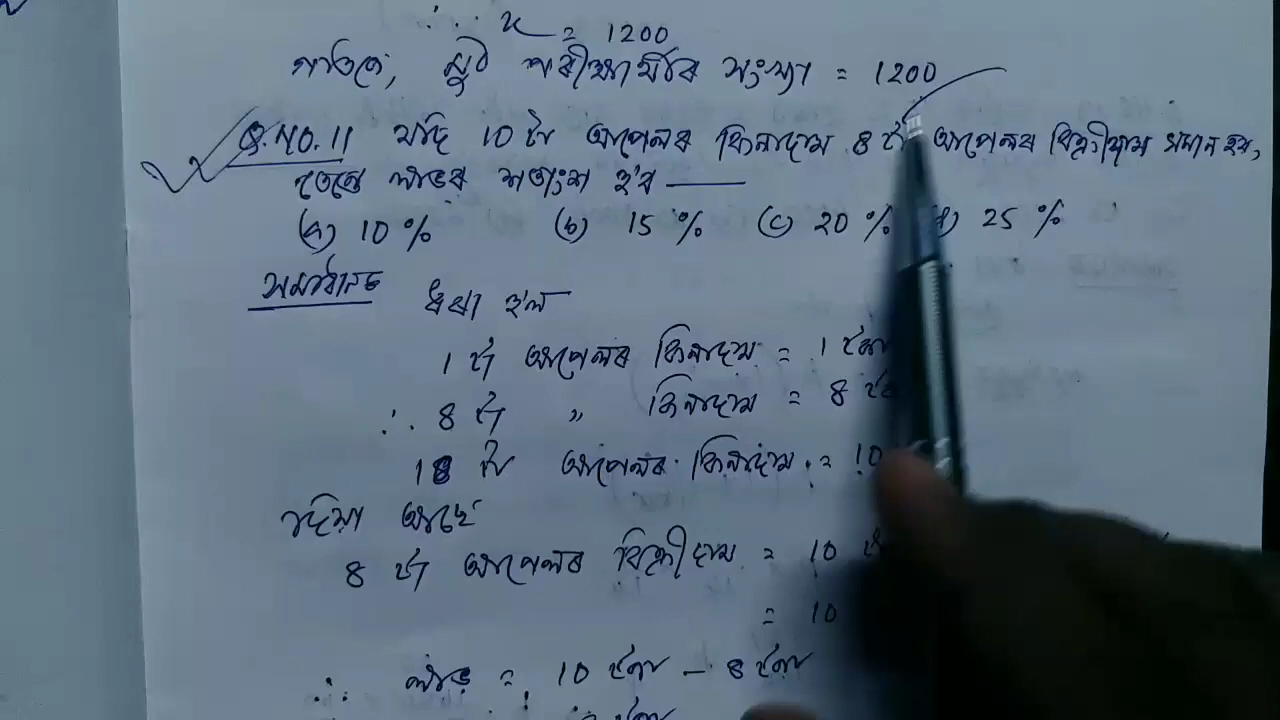 ∴ x = 1200
গতিকে, মুঠ পৰীক্ষাৰ্থীৰ সংখ্যা = 1200
Q.NO.11 যদি 10 টা আপেলৰ কিনাদাম 8 টা আপেলৰ বিক্ৰীদাম সমান হয়,
তেন্তে লাভৰ শতাংশ হ'ব ———
(a) 10 % (b) 15 % (c) 20 % (d) 25 %
সমাধানঃ ধৰা হ'ল
1 টা আপেলৰ কিনাদাম = 1 টকা
∴ 8 টা " কিনাদাম = 8
10 টা আপেলৰ কিনাদাম = 10
দিয়া আছে
8 টা আপেলৰ বিক্ৰীদাম = 10
= 10
∴ লাভ = 10 টকা - 8 টকা